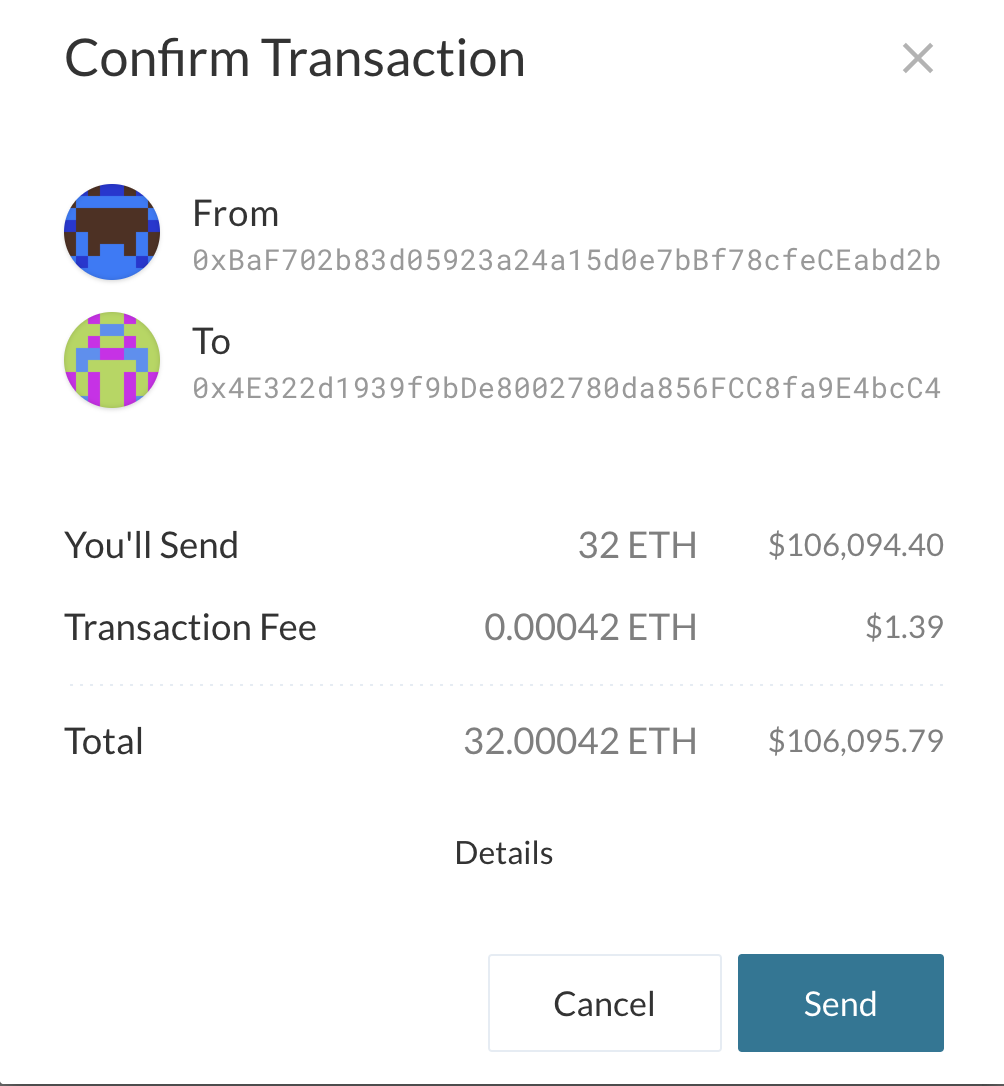 Confirm Transaction
From
0xBaF702b83d05923a24a15d0e7bBf78cfeCEabd2b
To
0x4E322d1939f9bDe8002780da856FCC8fa9E4bcC4
You'll Send 32 ETH $106,094.40
Transaction Fee 0.00042 ETH $1.39
Total 32.00042 ETH $106,095.79
Details
Cancel Send